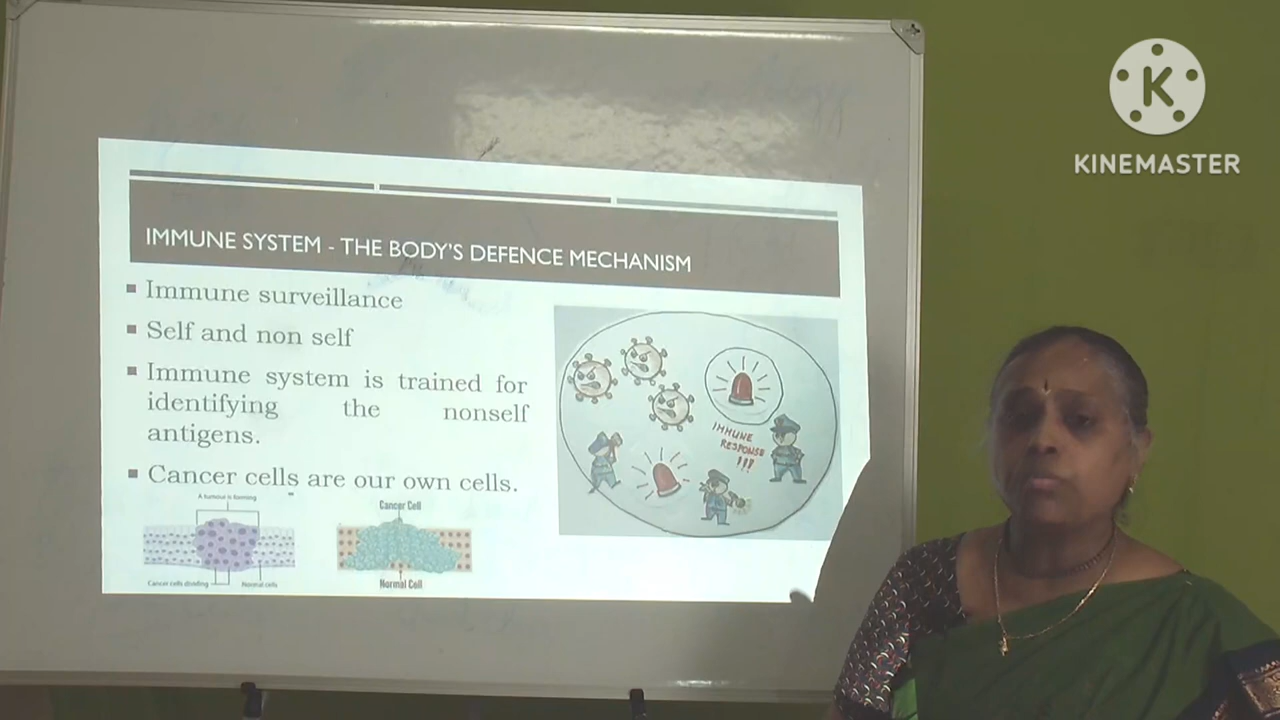 KINEMASTER
IMMUNE SYSTEM - THE BODY'S DEFENCE MECHANISM
▪ Immune surveillance
▪ Self and non self
▪ Immune system is trained for
identifying the nonself
antigens.
▪ Cancer cells are our own cells.
IMMUNE
RESPONSE
!!!
A tumour is forming
Cancer cells dividing
Normal cells
Cancer Cell
Normal Cell